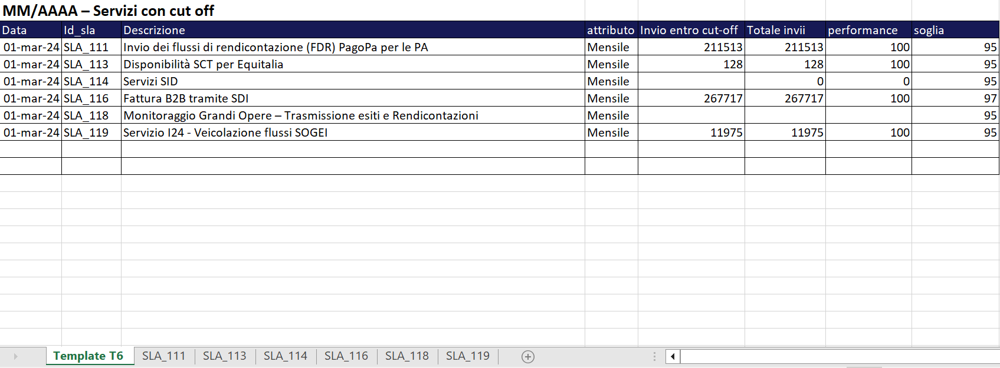 MM/AAAA – Servizi con cut off
Data Id_sla Descrizione attributo Invio entro cut-off Totale invii performance soglia
01-mar-24 SLA_111 Invio dei flussi di rendicontazione (FDR) PagoPa per le PA Mensile 211513 211513 100 95
01-mar-24 SLA_113 Disponibilità SCT per Equitalia Mensile 128 128 100 95
01-mar-24 SLA_114 Servizi SID Mensile 0 0 95
01-mar-24 SLA_116 Fattura B2B tramite SDI Mensile 267717 267717 100 97
01-mar-24 SLA_118 Monitoraggio Grandi Opere – Trasmissione esiti e Rendicontazioni Mensile 95
01-mar-24 SLA_119 Servizio I24 - Veicolazione flussi SOGEI Mensile 11975 11975 100 95
Template T6 SLA_111 SLA_113 SLA_114 SLA_116 SLA_118 SLA_119